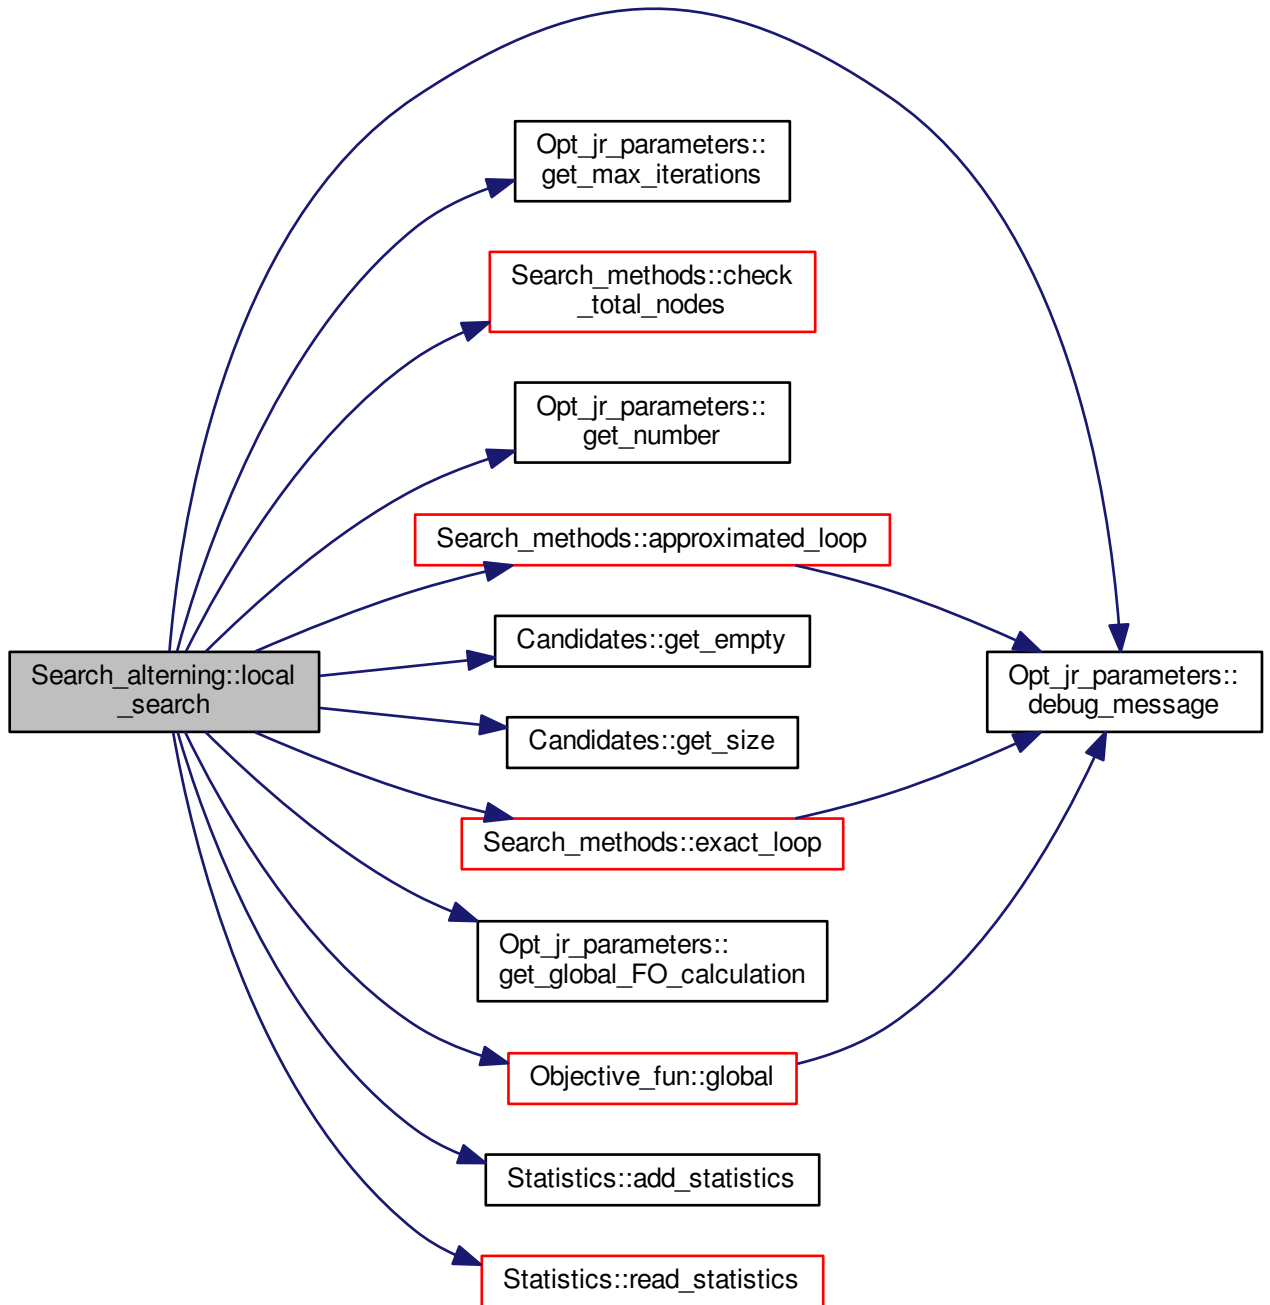 Opt_jr_parameters::
get_max_iterations
Search_methods::check
_total_nodes
Opt_jr_parameters::
get_number
Search_methods::approximated_loop
Candidates::get_empty
Search_alterning::local
_search
Opt_jr_parameters::
debug_message
Candidates::get_size
Search_methods::exact_loop
Opt_jr_parameters::
get_global_FO_calculation
Objective_fun::global
Statistics::add_statistics
Statistics::read_statistics